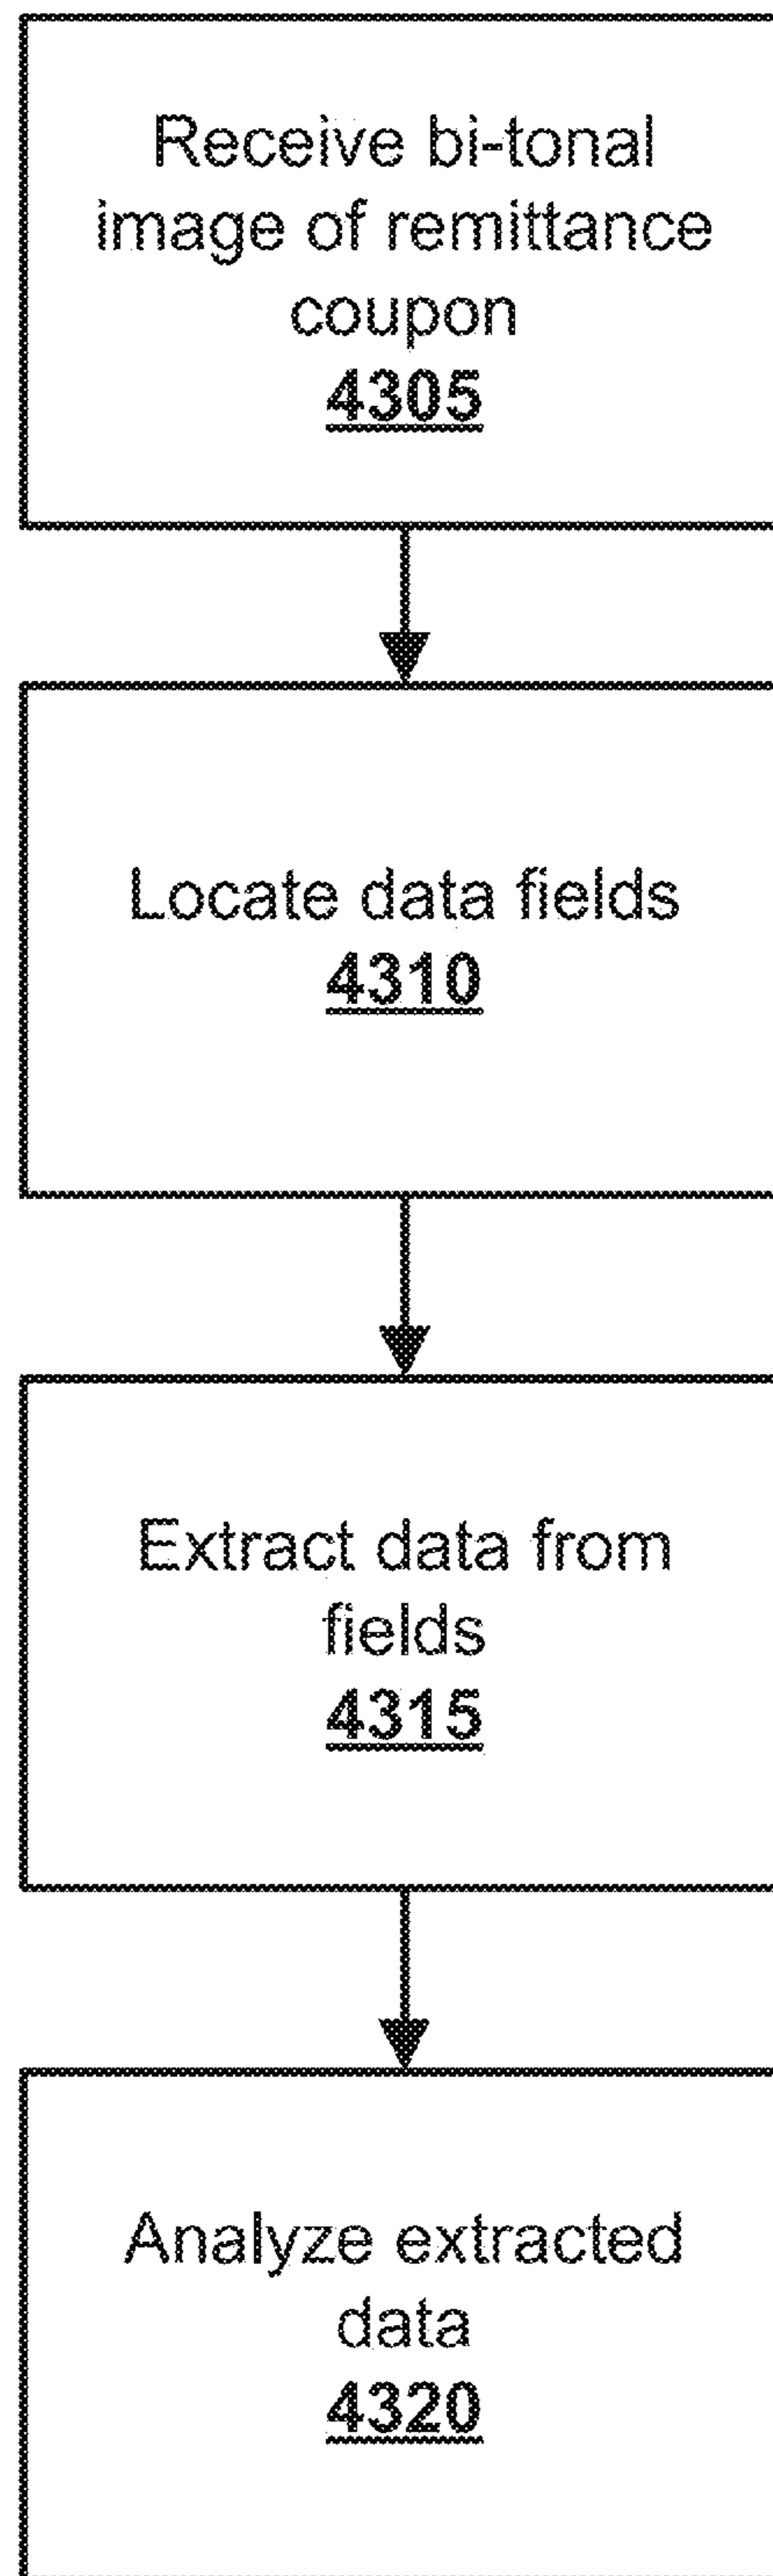 Receive bi-tonal
image of remittance
coupon
4305
Locate data fields
4310
Extract data from
fields
4315
Analyze extracted
data
4320